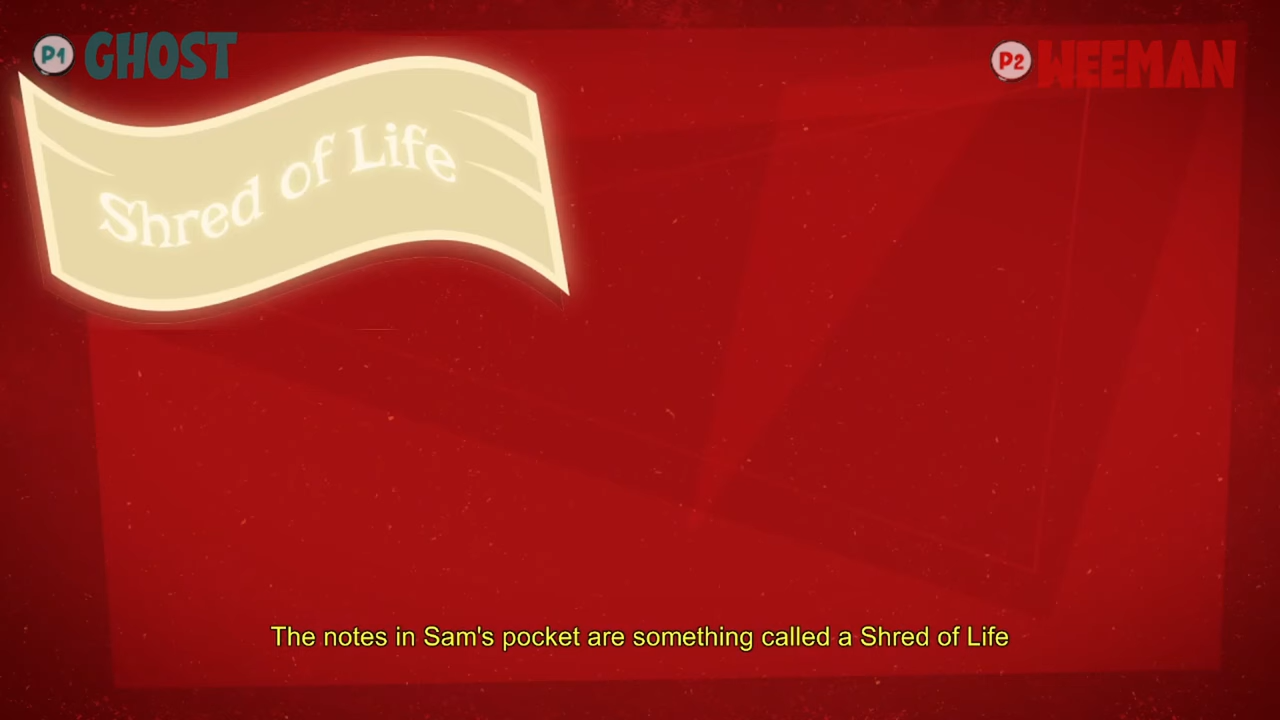 P1 GHOST
P2 WEEMAN
Shred of Life
The notes in Sam's pocket are something called a Shred of Life